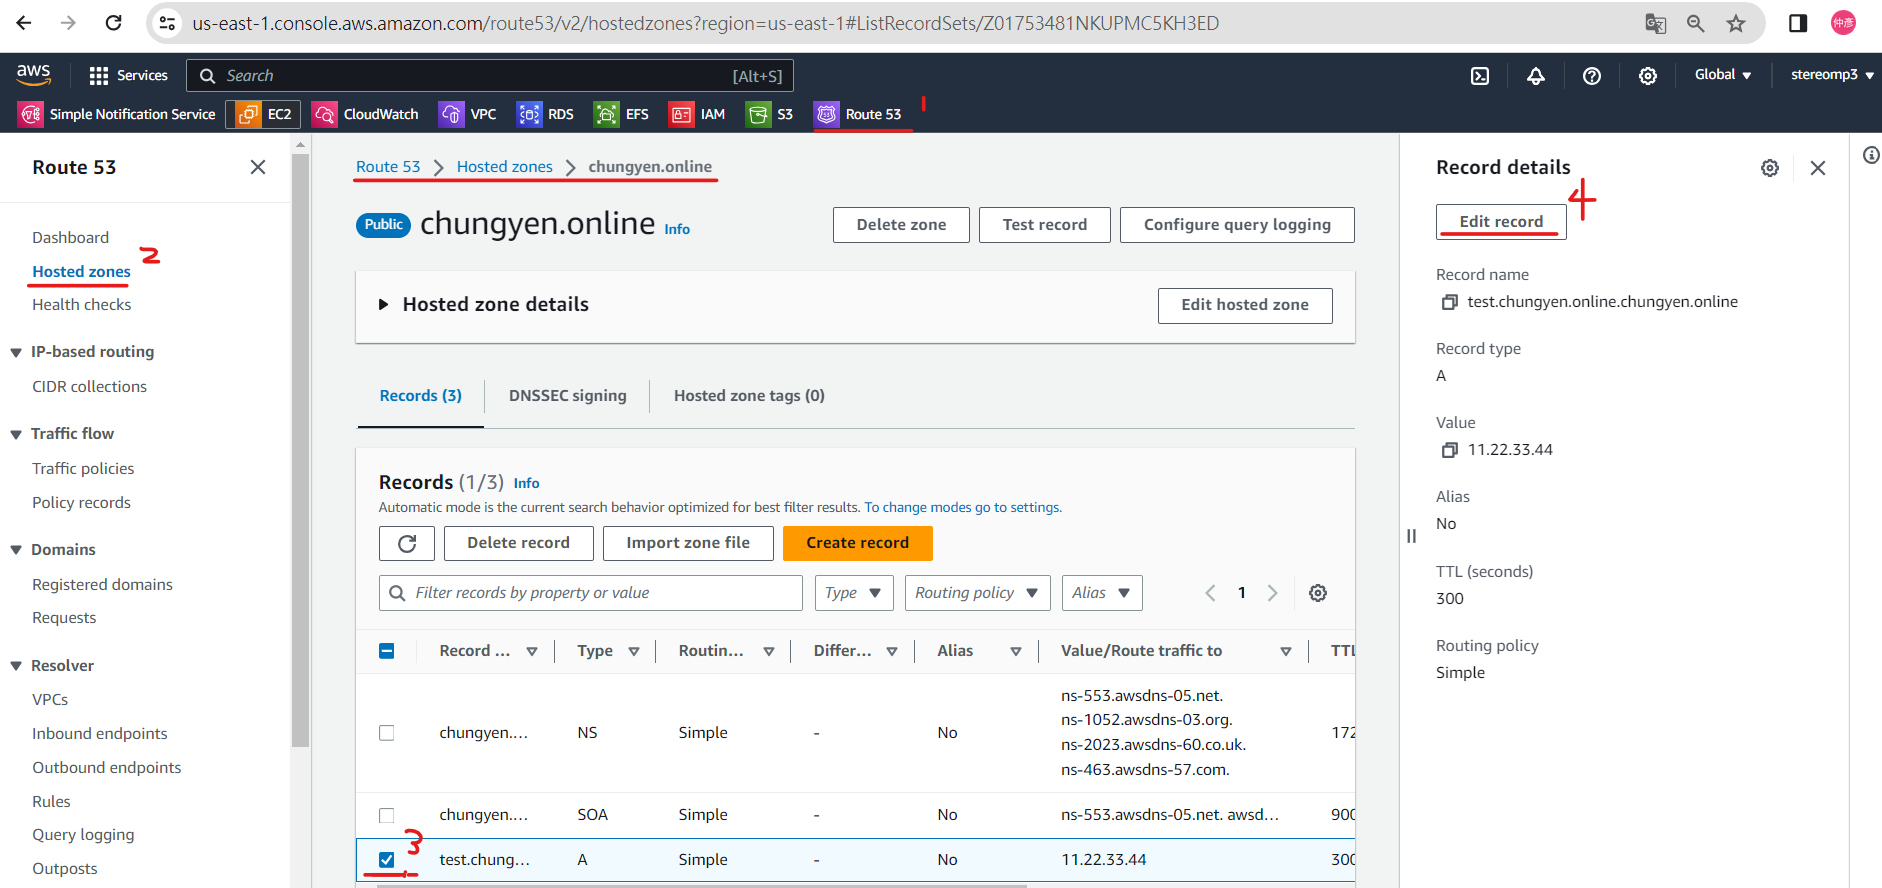 us-east-1.console.aws.amazon.com/route53/v2/hostedzones?region=us-east-1#ListRecordSets/Z01753481NKUPMC5KH3ED
仲彥
aws
Services
Search
[Alt+S]
Global
stereomp3
Simple Notification Service
EC2
CloudWatch
VPC
RDS
EFS
IAM
S3
Route 53
1
Route 53
Dashboard
Hosted zones
2
Health checks
IP-based routing
CIDR collections
Traffic flow
Traffic policies
Policy records
Domains
Registered domains
Requests
Resolver
VPCs
Inbound endpoints
Outbound endpoints
Rules
Query logging
Outposts
Route 53 > Hosted zones > chungyen.online
Public chungyen.online Info
Delete zone
Test record
Configure query logging
Hosted zone details
Edit hosted zone
Records (3)
DNSSEC signing
Hosted zone tags (0)
Records (1/3) Info
Automatic mode is the current search behavior optimized for best filter results. To change modes go to settings.
Delete record
Import zone file
Create record
Filter records by property or value
Type
Routing policy
Alias
1
Record ... Type Routin... Differ... Alias Value/Route traffic to TTL
chungyen.... NS Simple - No ns-553.awsdns-05.net.
ns-1052.awsdns-03.org.
ns-2023.awsdns-60.co.uk.
ns-463.awsdns-57.com. 172
chungyen.... SOA Simple - No ns-553.awsdns-05.net. awsd... 900
3
test.chung... A Simple - No 11.22.33.44 300
Record details
Edit record
4
Record name
test.chungyen.online.chungyen.online
Record type
A
Value
11.22.33.44
Alias
No
TTL (seconds)
300
Routing policy
Simple